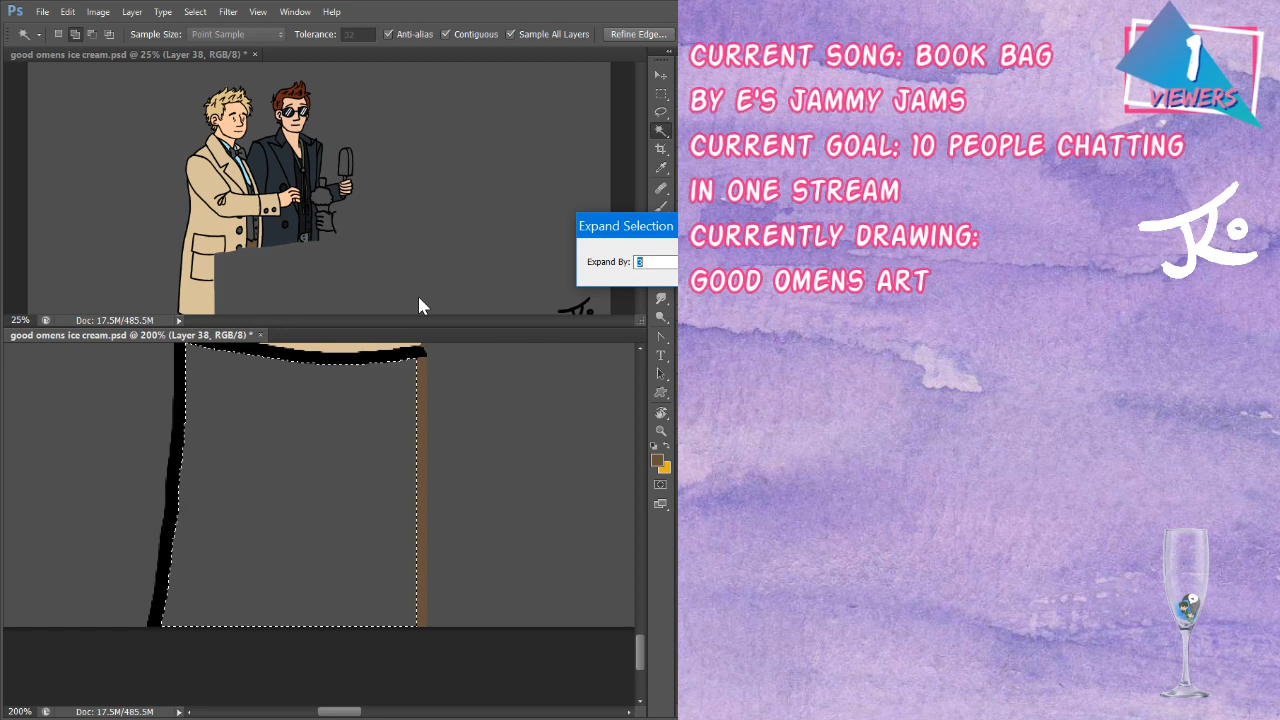 Ps File Edit Image Layer Type Select Filter View Window Help
Sample Size: Point Sample Tolerance: 32 Anti-alias Contiguous Sample All Layers Refine Edge...
good omens ice cream.psd @ 25% (Layer 38, RGB/8) *
Expand Selection
Expand By: 3
25% Doc: 17.5M/485.5M
good omens ice cream.psd @ 200% (Layer 38, RGB/8) *
200% Doc: 17.5M/485.5M
CURRENT SONG: BOOK BAG
BY E'S JAMMY JAMS
CURRENT GOAL: 10 PEOPLE CHATTING
IN ONE STREAM
CURRENTLY DRAWING:
GOOD OMENS ART
1
VIEWERS
JKo